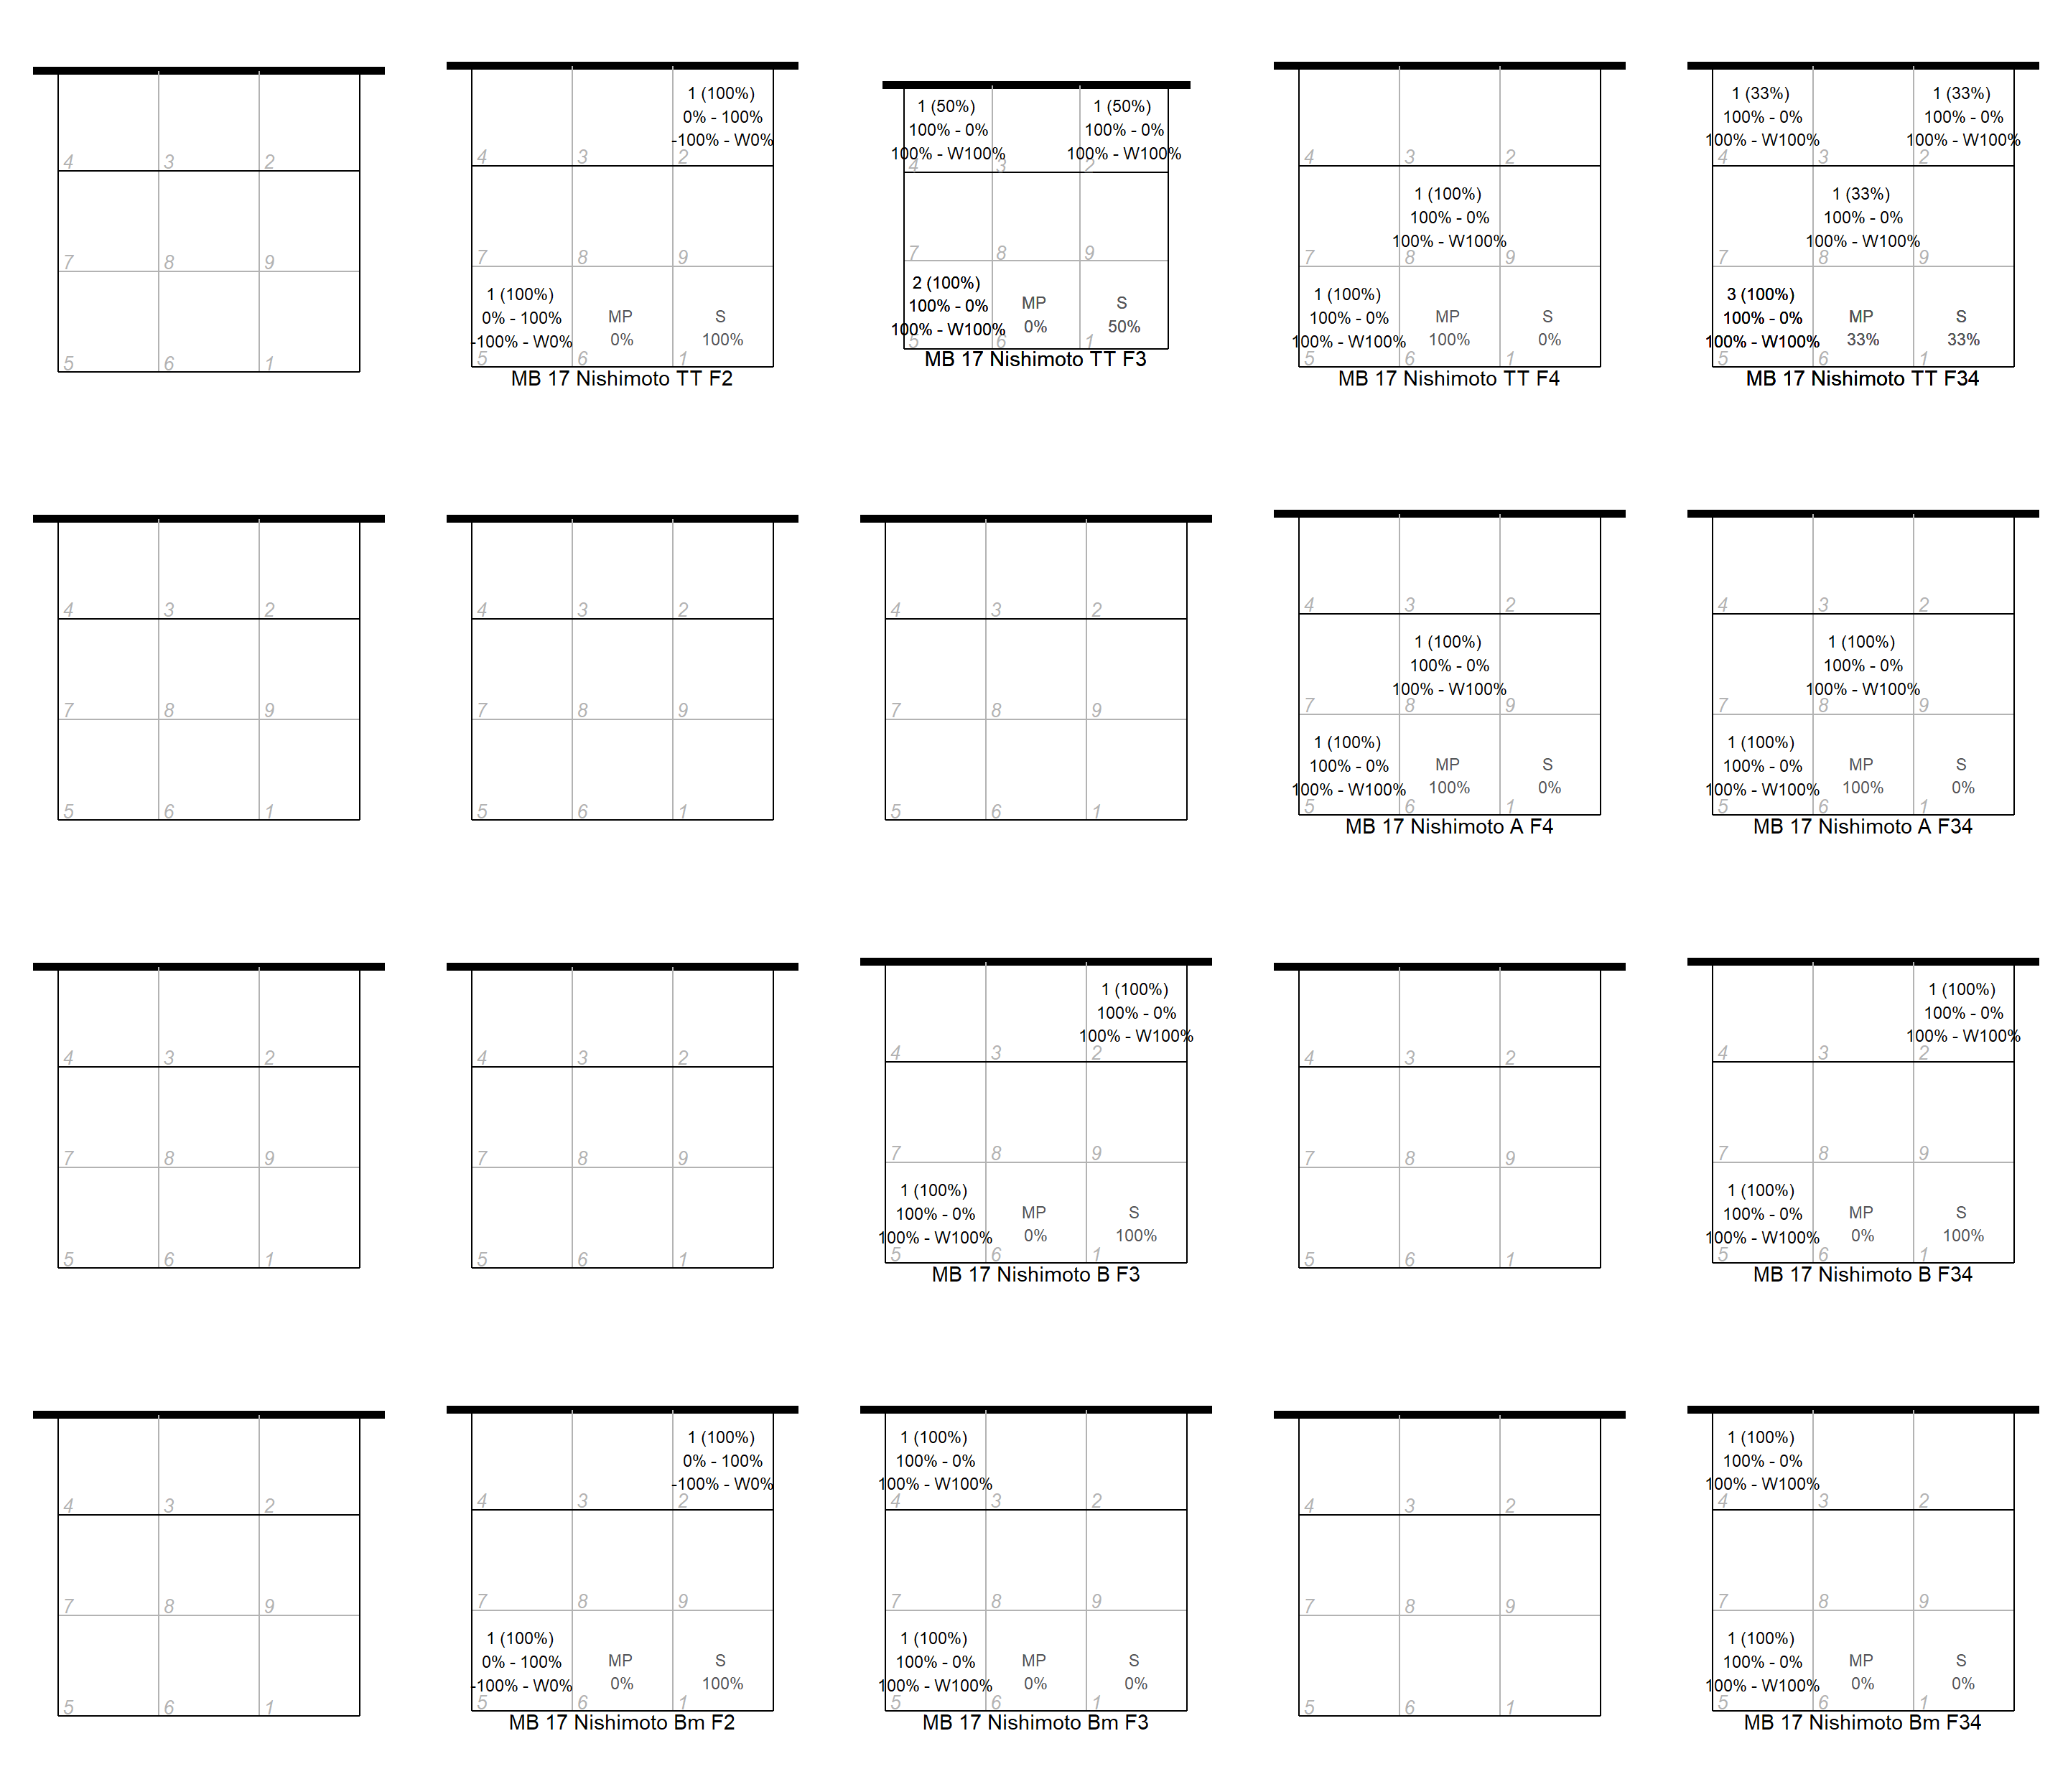 4 3 2
7 8 9
5 6 1
1 (100%)
0% - 100%
-100% - W0%
4 3 2
7 8 9
1 (100%)
0% - 100%
-100% - W0%
MP
0%
S
100%
5 6 1
MB 17 Nishimoto TT F2
1 (50%)
100% - 0%
100% - W100%
1 (50%)
100% - 0%
100% - W100%
4 3 2
7 8 9
2 (100%)
100% - 0%
100% - W100%
MP
0%
S
50%
5 6 1
MB 17 Nishimoto TT F3
4 3 2
1 (100%)
100% - 0%
100% - W100%
7 8 9
1 (100%)
100% - 0%
100% - W100%
MP
100%
S
0%
5 6 1
MB 17 Nishimoto TT F4
1 (33%)
100% - 0%
100% - W100%
1 (33%)
100% - 0%
100% - W100%
4 3 2
1 (33%)
100% - 0%
100% - W100%
7 8 9
3 (100%)
100% - 0%
100% - W100%
MP
33%
S
33%
5 6 1
MB 17 Nishimoto TT F34
4 3 2
7 8 9
5 6 1
4 3 2
7 8 9
5 6 1
4 3 2
7 8 9
5 6 1
4 3 2
1 (100%)
100% - 0%
100% - W100%
7 8 9
1 (100%)
100% - 0%
100% - W100%
MP
100%
S
0%
5 6 1
MB 17 Nishimoto A F4
4 3 2
1 (100%)
100% - 0%
100% - W100%
7 8 9
1 (100%)
100% - 0%
100% - W100%
MP
100%
S
0%
5 6 1
MB 17 Nishimoto A F34
4 3 2
7 8 9
5 6 1
4 3 2
7 8 9
5 6 1
1 (100%)
100% - 0%
100% - W100%
4 3 2
7 8 9
1 (100%)
100% - 0%
100% - W100%
MP
0%
S
100%
5 6 1
MB 17 Nishimoto B F3
4 3 2
7 8 9
5 6 1
1 (100%)
100% - 0%
100% - W100%
4 3 2
7 8 9
1 (100%)
100% - 0%
100% - W100%
MP
0%
S
100%
5 6 1
MB 17 Nishimoto B F34
4 3 2
7 8 9
5 6 1
1 (100%)
0% - 100%
-100% - W0%
4 3 2
7 8 9
1 (100%)
0% - 100%
-100% - W0%
MP
0%
S
100%
5 6 1
MB 17 Nishimoto Bm F2
1 (100%)
100% - 0%
100% - W100%
4 3 2
7 8 9
1 (100%)
100% - 0%
100% - W100%
MP
0%
S
0%
5 6 1
MB 17 Nishimoto Bm F3
4 3 2
7 8 9
5 6 1
1 (100%)
100% - 0%
100% - W100%
4 3 2
7 8 9
1 (100%)
100% - 0%
100% - W100%
MP
0%
S
0%
5 6 1
MB 17 Nishimoto Bm F34